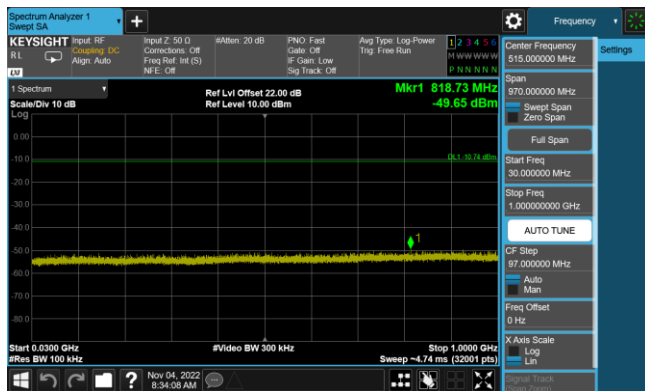 Spectrum Analyzer 1
Swept SA
Frequency
KEYSIGHT
Input: RF
Coupling: DC
Align: Auto
Input Z: 50 Ω
Corrections: Off
Freq Ref: Int (S)
NFE: Off
#Atten: 20 dB
PNO: Fast
Gate: Off
IF Gain: Low
Sig Track: Off
Avg Type: Log-Power
Trig: Free Run
1 2 3 4 5 6
M W W W W W
P N N N N N
R L
LXI
1 Spectrum
Scale/Div 10 dB
Ref Lvl Offset 22.00 dB
Ref Level 10.00 dBm
Mkr1 818.73 MHz
-49.65 dBm
Log
0.00
-10.0
-20.0
-30.0
-40.0
-50.0
-60.0
-70.0
-80.0
DL1 -10.74 dBm
1
Start 0.0300 GHz
#Res BW 100 kHz
#Video BW 300 kHz
Stop 1.0000 GHz
Sweep ~4.74 ms (32001 pts)
Nov 04, 2022
8:34:08 AM
Center Frequency
515.000000 MHz
Settings
Span
970.000000 MHz
Swept Span
Zero Span
Full Span
Start Freq
30.000000 MHz
Stop Freq
1.000000000 GHz
AUTO TUNE
CF Step
97.000000 MHz
Auto
Man
Freq Offset
0 Hz
X Axis Scale
Log
Lin
Signal Track
(Span Zoom)